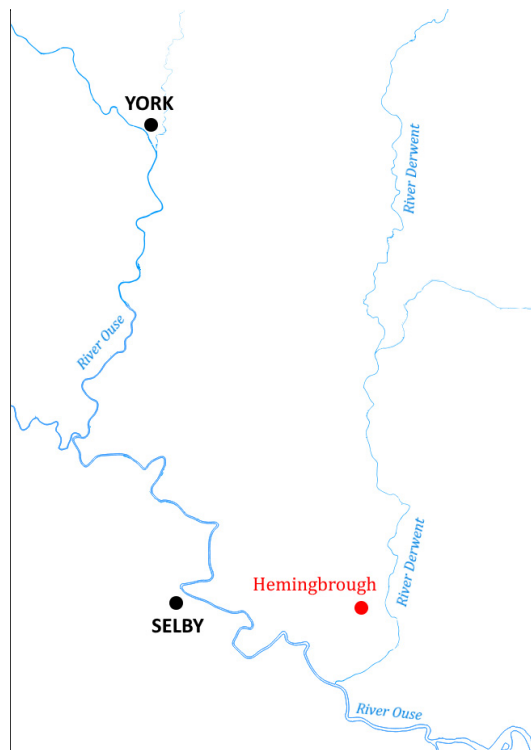 YORK
River Derwent
River Ouse
River Derwent
Hemingbrough
SELBY
River Ouse